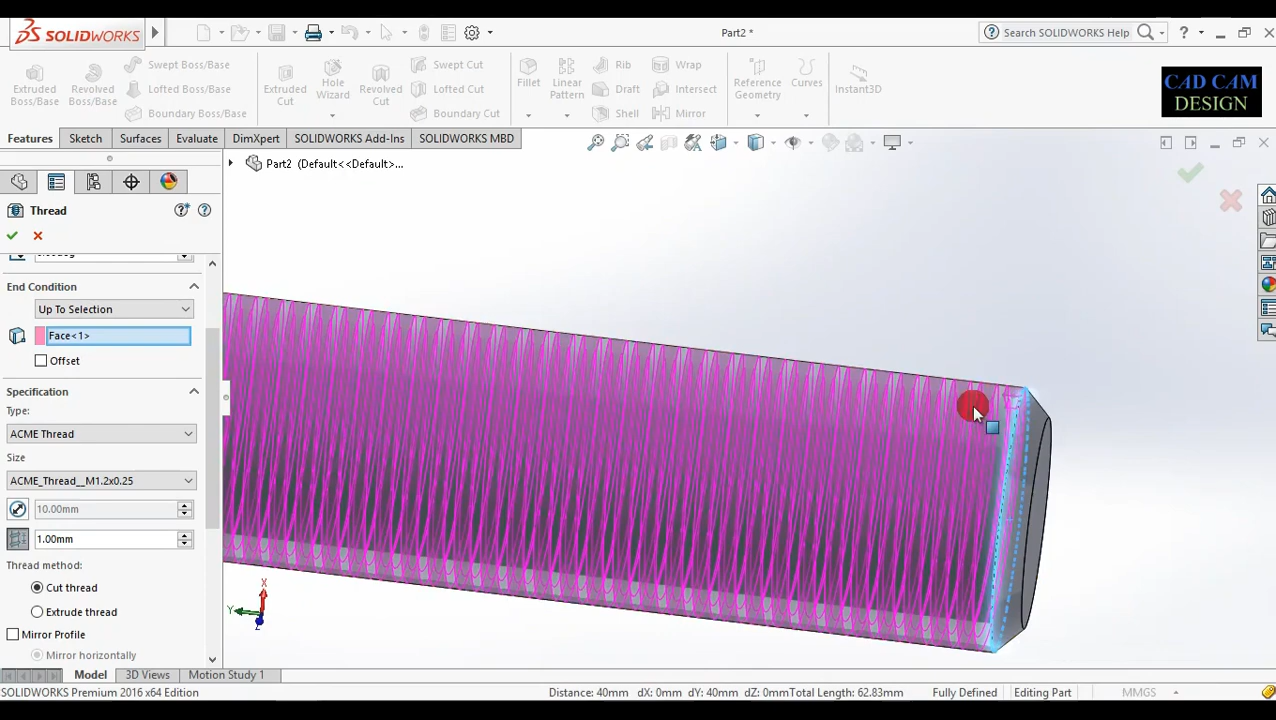 SOLIDWORKS
Part2 *
Search SOLIDWORKS Help
?
Extruded Boss/Base
Revolved Boss/Base
Swept Boss/Base
Lofted Boss/Base
Boundary Boss/Base
Extruded Cut
Hole Wizard
Revolved Cut
Swept Cut
Lofted Cut
Boundary Cut
Fillet
Linear Pattern
Rib
Draft
Shell
Wrap
Intersect
Mirror
Reference Geometry
Curves
Instant3D
CAD CAM
DESIGN
Features
Sketch
Surfaces
Evaluate
DimXpert
SOLIDWORKS Add-Ins
SOLIDWORKS MBD
Part2 (Default<<Default>...
Thread
End Condition
Up To Selection
Face<1>
Offset
Specification
Type:
ACME Thread
Size
ACME_Thread__M1.2x0.25
10.00mm
1.00mm
Thread method:
Cut thread
Extrude thread
Mirror Profile
Mirror horizontally
X
Y
Z
Model
3D Views
Motion Study 1
SOLIDWORKS Premium 2016 x64 Edition
Distance: 40mm dX: 0mm dY: 40mm dZ: 0mmTotal Length: 62.83mm
Fully Defined
Editing Part
MMGS